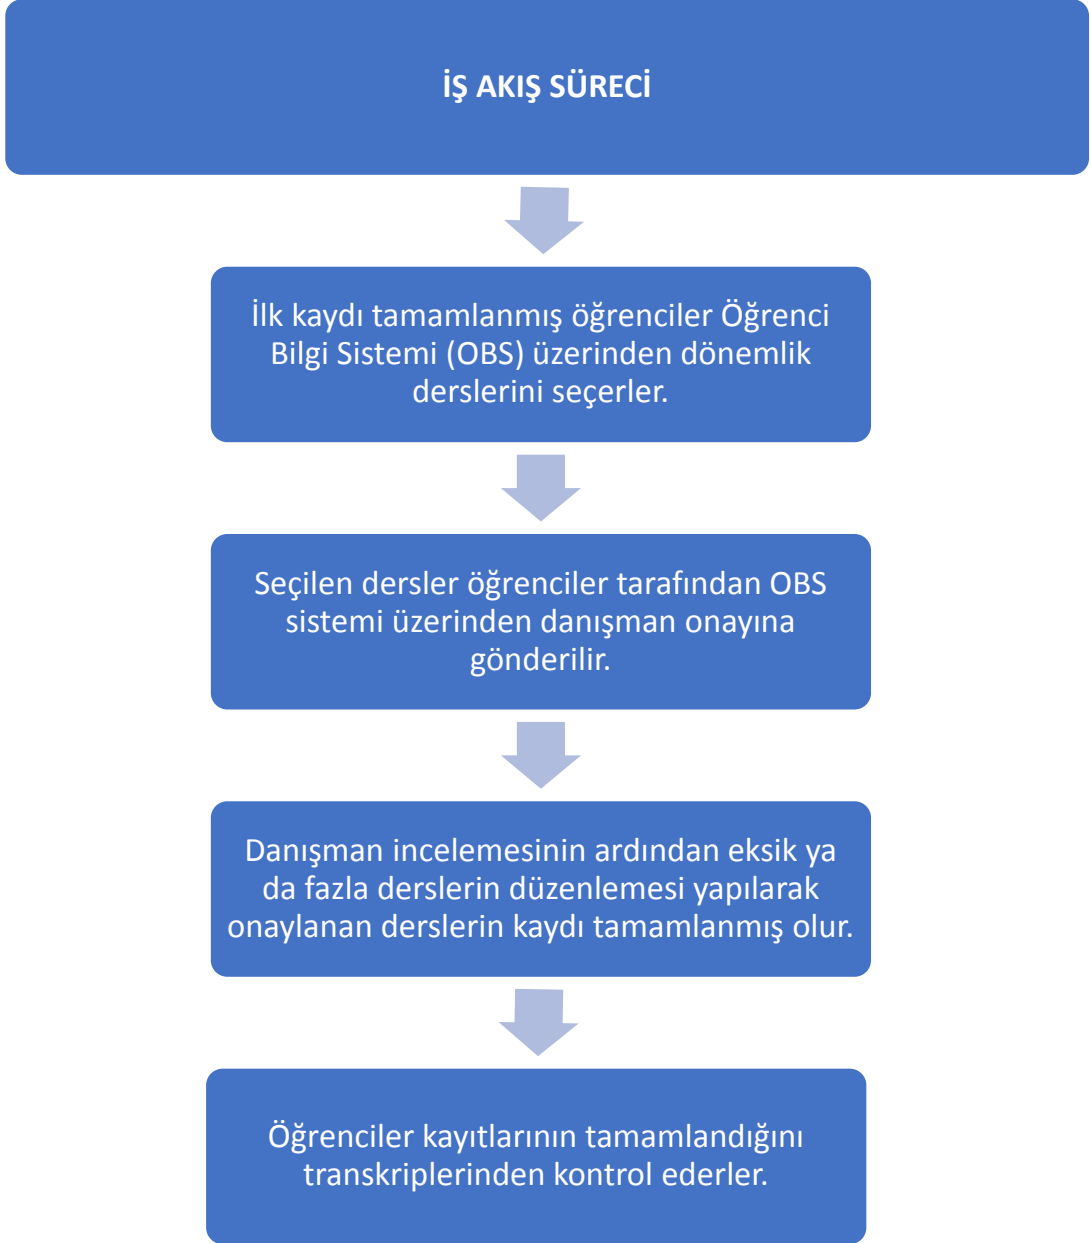 İŞ AKIŞ SÜRECİ
İlk kaydı tamamlanmış öğrenciler Öğrenci
Bilgi Sistemi (OBS) üzerinden dönemlik
derslerini seçerler.
Seçilen dersler öğrenciler tarafından OBS
sistemi üzerinden danışman onayına
gönderilir.
Danışman incelemesinin ardından eksik ya
da fazla derslerin düzenlemesi yapılarak
onaylanan derslerin kaydı tamamlanmış olur.
Öğrenciler kayıtlarının tamamlandığını
transkriplerinden kontrol ederler.